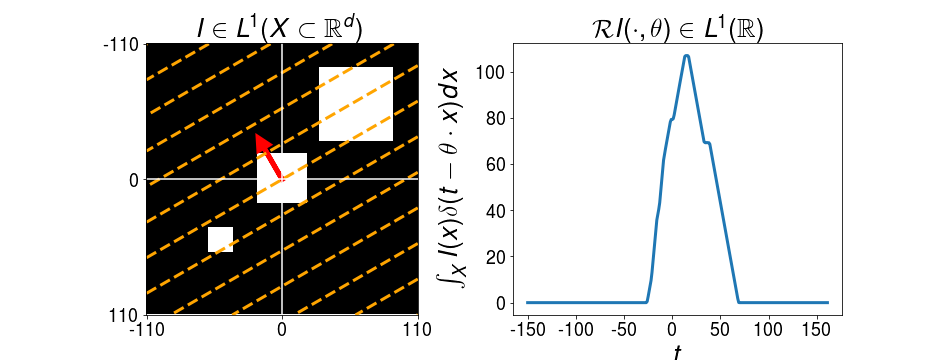 I ∈ L¹(X ⊂ ℝᵈ)
-110
0
110
-110 0 110
ℛI(·, θ) ∈ L¹(ℝ)
∫_X I(x)δ(t − θ · x)dx
100
80
60
40
20
0
-150 -100 -50 0 50 100 150
t